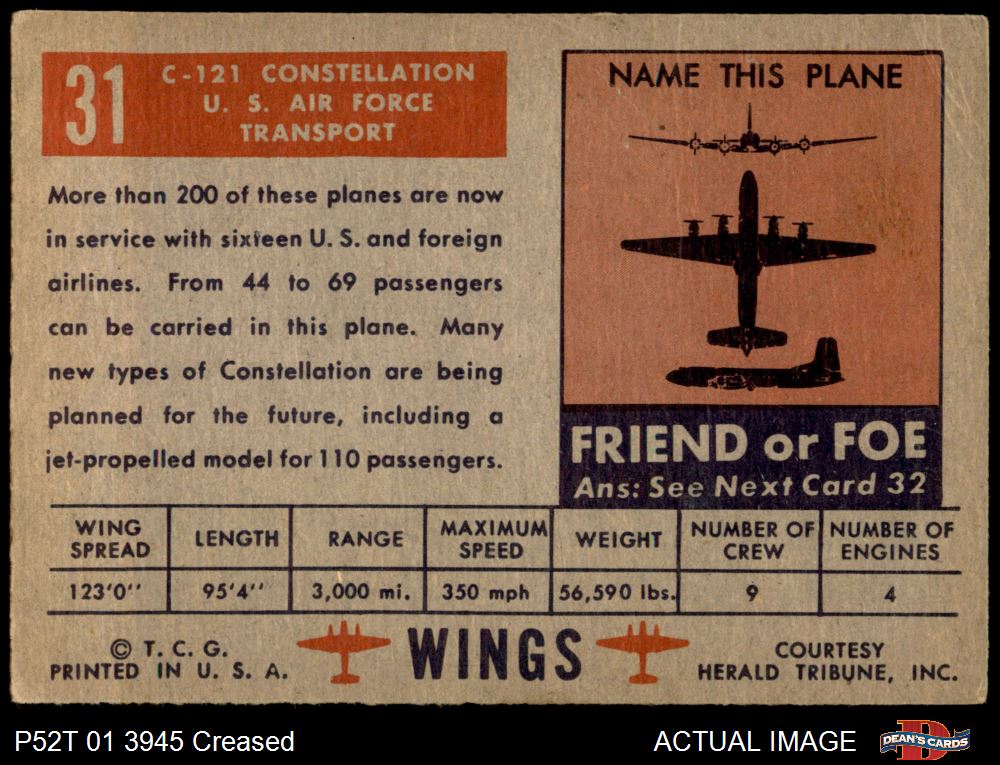 31
C-121 CONSTELLATION
U. S. AIR FORCE
TRANSPORT
More than 200 of these planes are now
in service with sixteen U. S. and foreign
airlines. From 44 to 69 passengers
can be carried in this plane. Many
new types of Constellation are being
planned for the future, including a
jet-propelled model for 110 passengers.
NAME THIS PLANE
FRIEND or FOE
Ans: See Next Card 32
WING SPREAD
LENGTH
RANGE
MAXIMUM SPEED
WEIGHT
NUMBER OF CREW
NUMBER OF ENGINES
123'0''
95'4''
3,000 mi.
350 mph
56,590 lbs.
9
4
© T. C. G.
PRINTED IN U. S. A.
WINGS
COURTESY
HERALD TRIBUNE, INC.
P52T 01 3945 Creased
ACTUAL IMAGE
D
DEAN'S CARDS